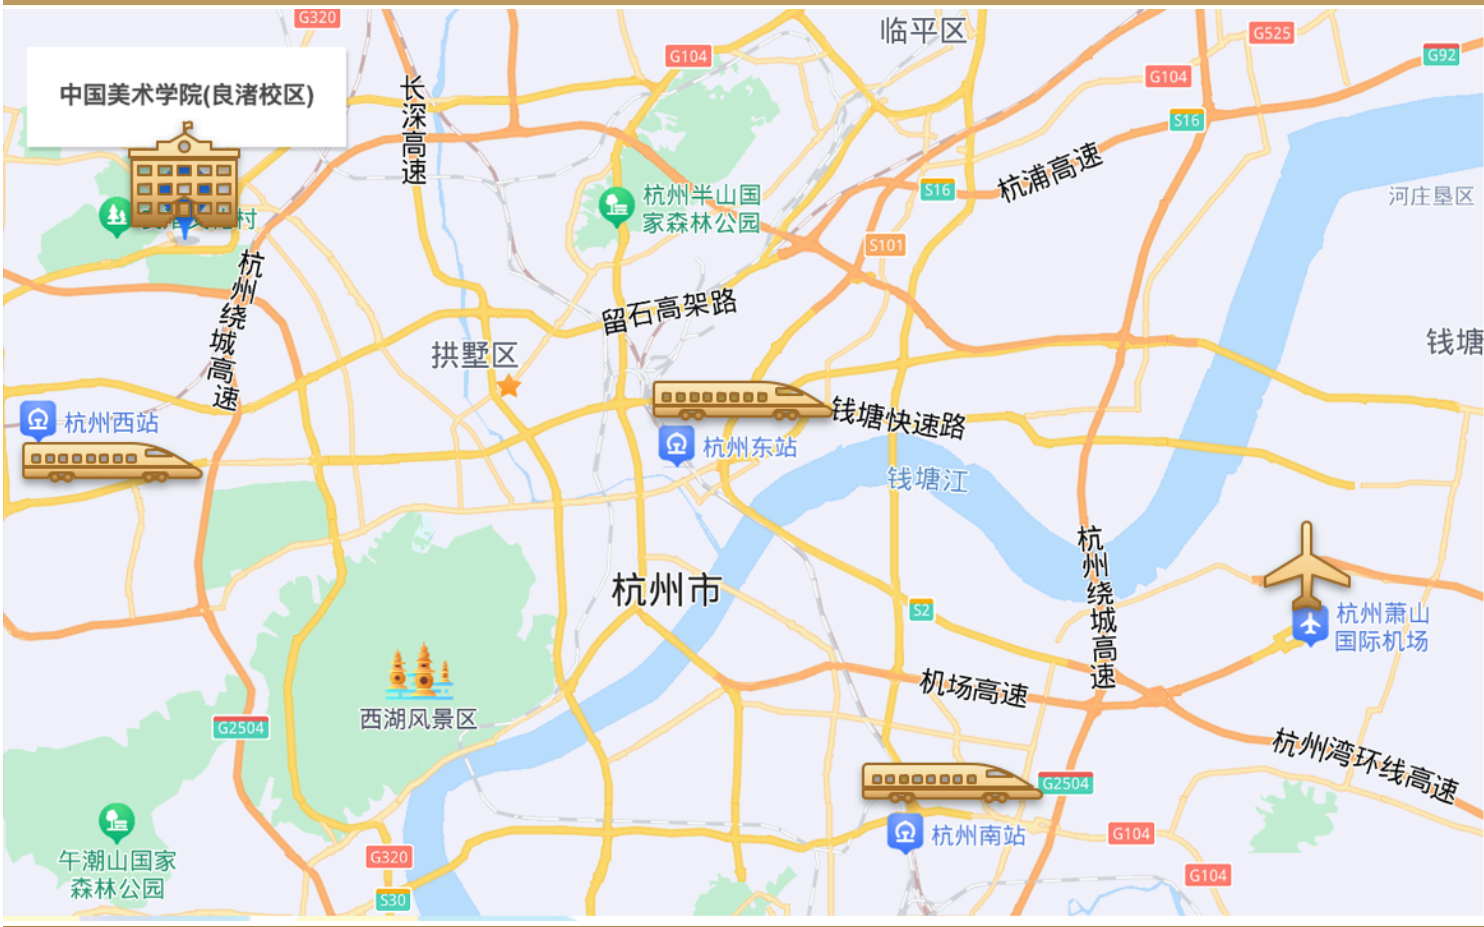 G320
临平区
G525
G104
G92
G104
中国美术学院(良渚校区)
长深高速
S16
杭浦高速
S16
杭州半山国
家森林公园
河庄垦区
村
S101
杭州绕城高速
留石高架路
钱塘
拱墅区
杭州西站
钱塘快速路
杭州东站
钱塘江
杭州绕城高速
杭州市
S2
杭州萧山
国际机场
机场高速
西湖风景区
G2504
杭州湾环线高速
G2504
杭州南站
G104
午潮山国家
森林公园
G320
G104
S30